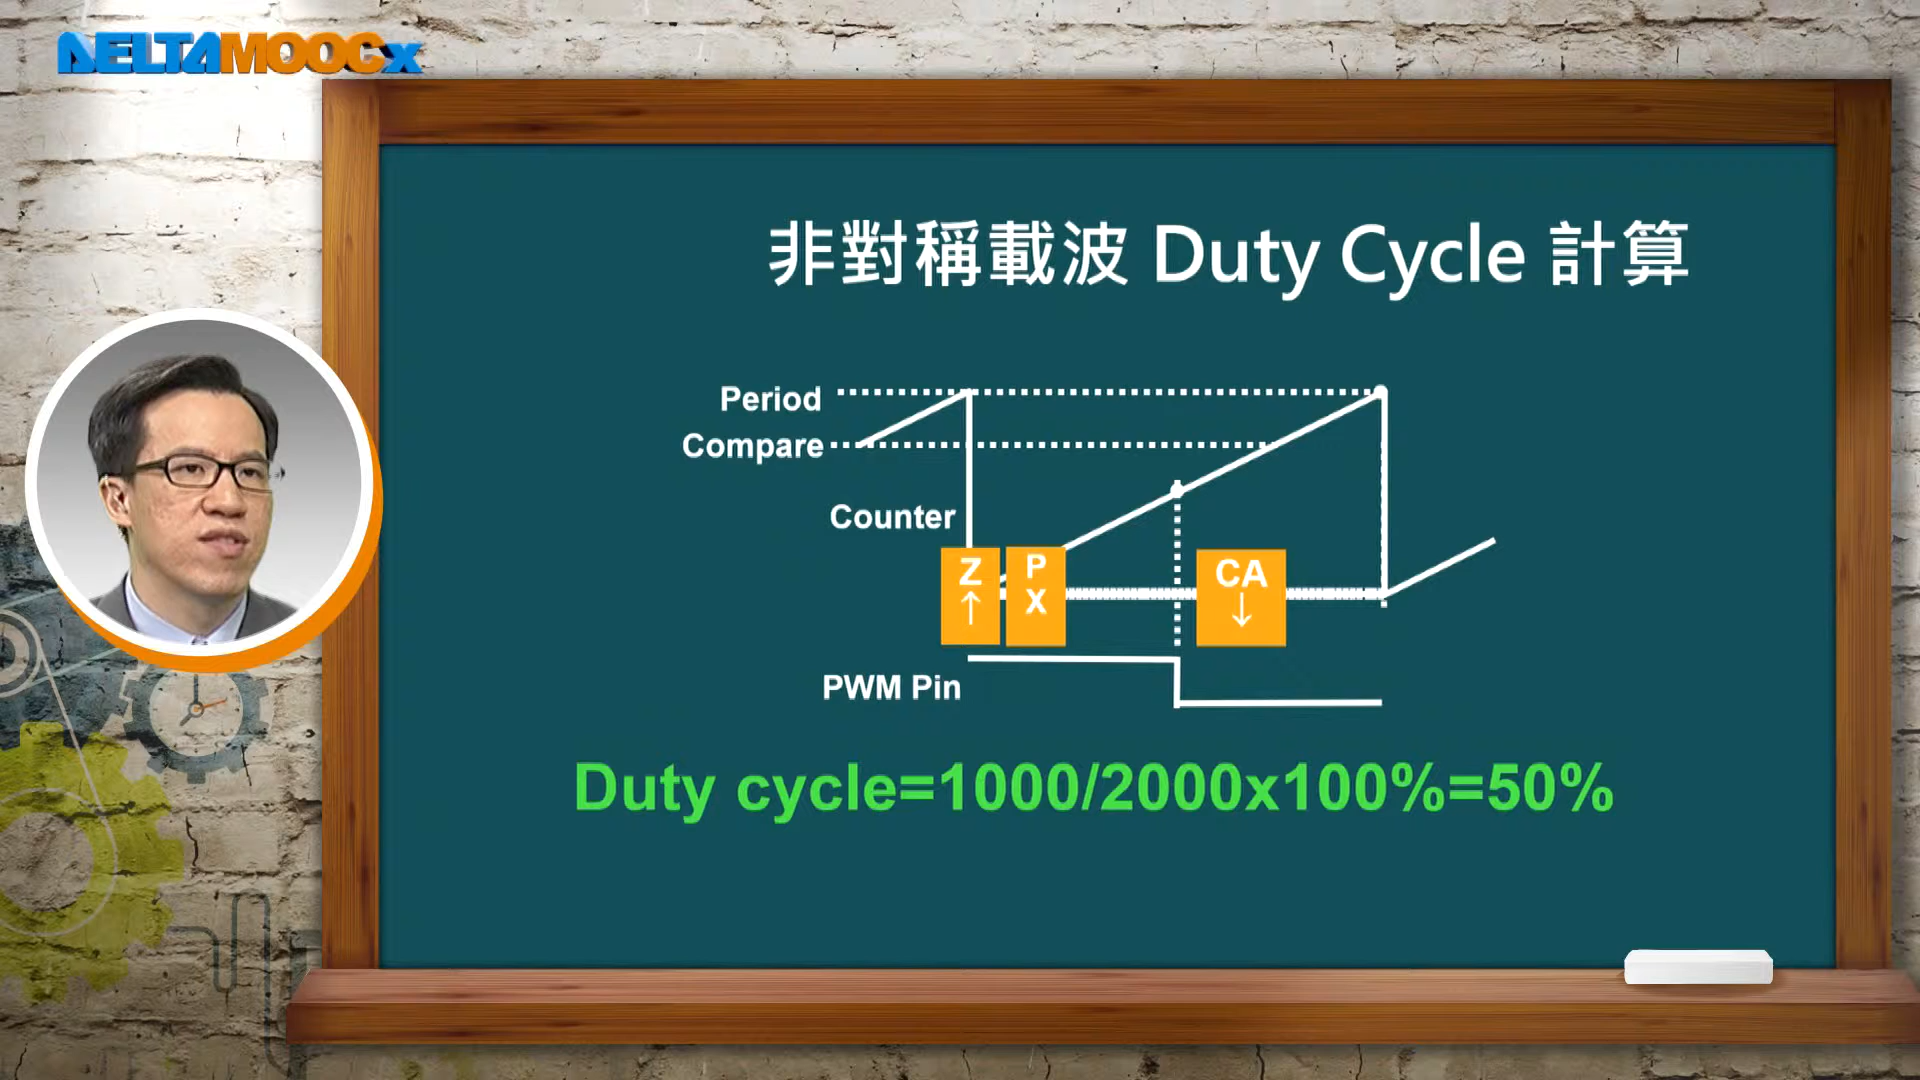 DELTAMOOCx
非對稱載波 Duty Cycle 計算
Period
Compare
Counter
Z
↑
P
X
CA
↓
PWM Pin
Duty cycle=1000/2000x100%=50%